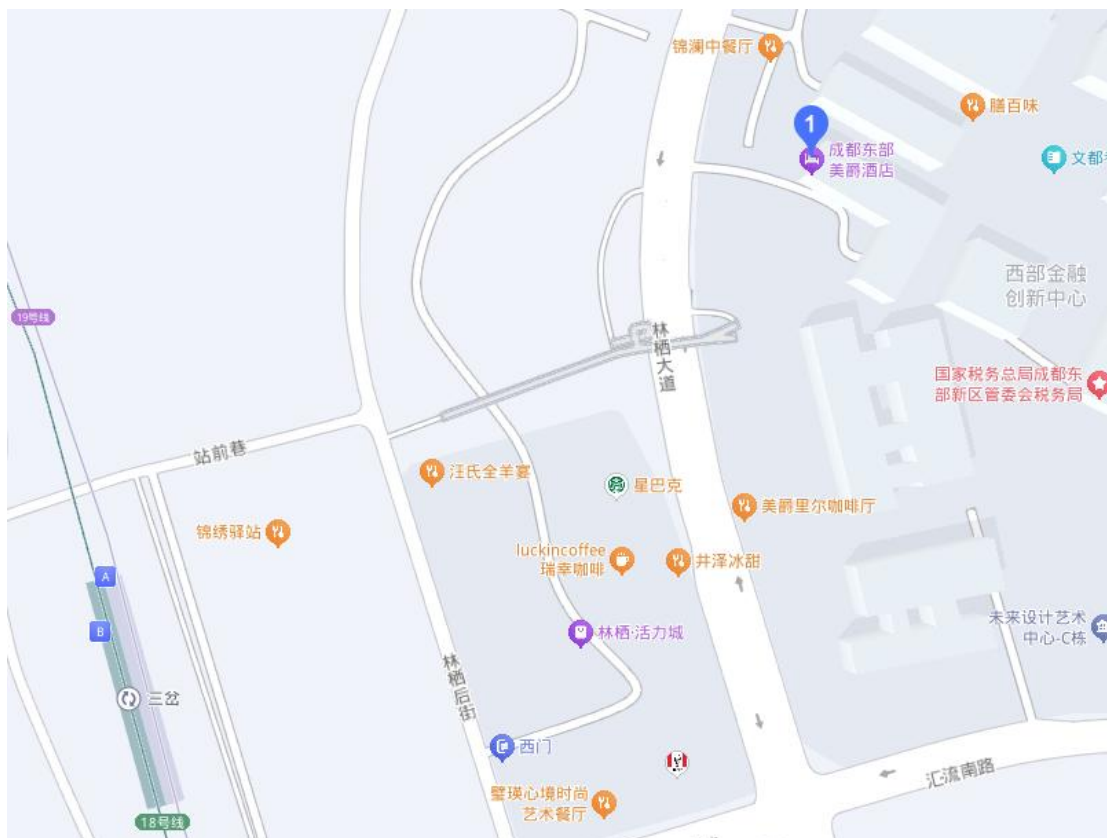 锦澜中餐厅
膳百味
1
成都东部
美爵酒店
文都
西部金融
创新中心
19号线
林栖大道
国家税务总局成都东
部新区管委会税务局
站前巷
汪氏全羊宴
星巴克
锦绣驿站
美爵里尔咖啡厅
luckincoffee
瑞幸咖啡
井泽冰甜
A
B
林栖·活力城
未来设计艺术
中心-C栋
三岔
林栖后街
西门
汇流南路
璧瑛心境时尚
艺术餐厅
18号线